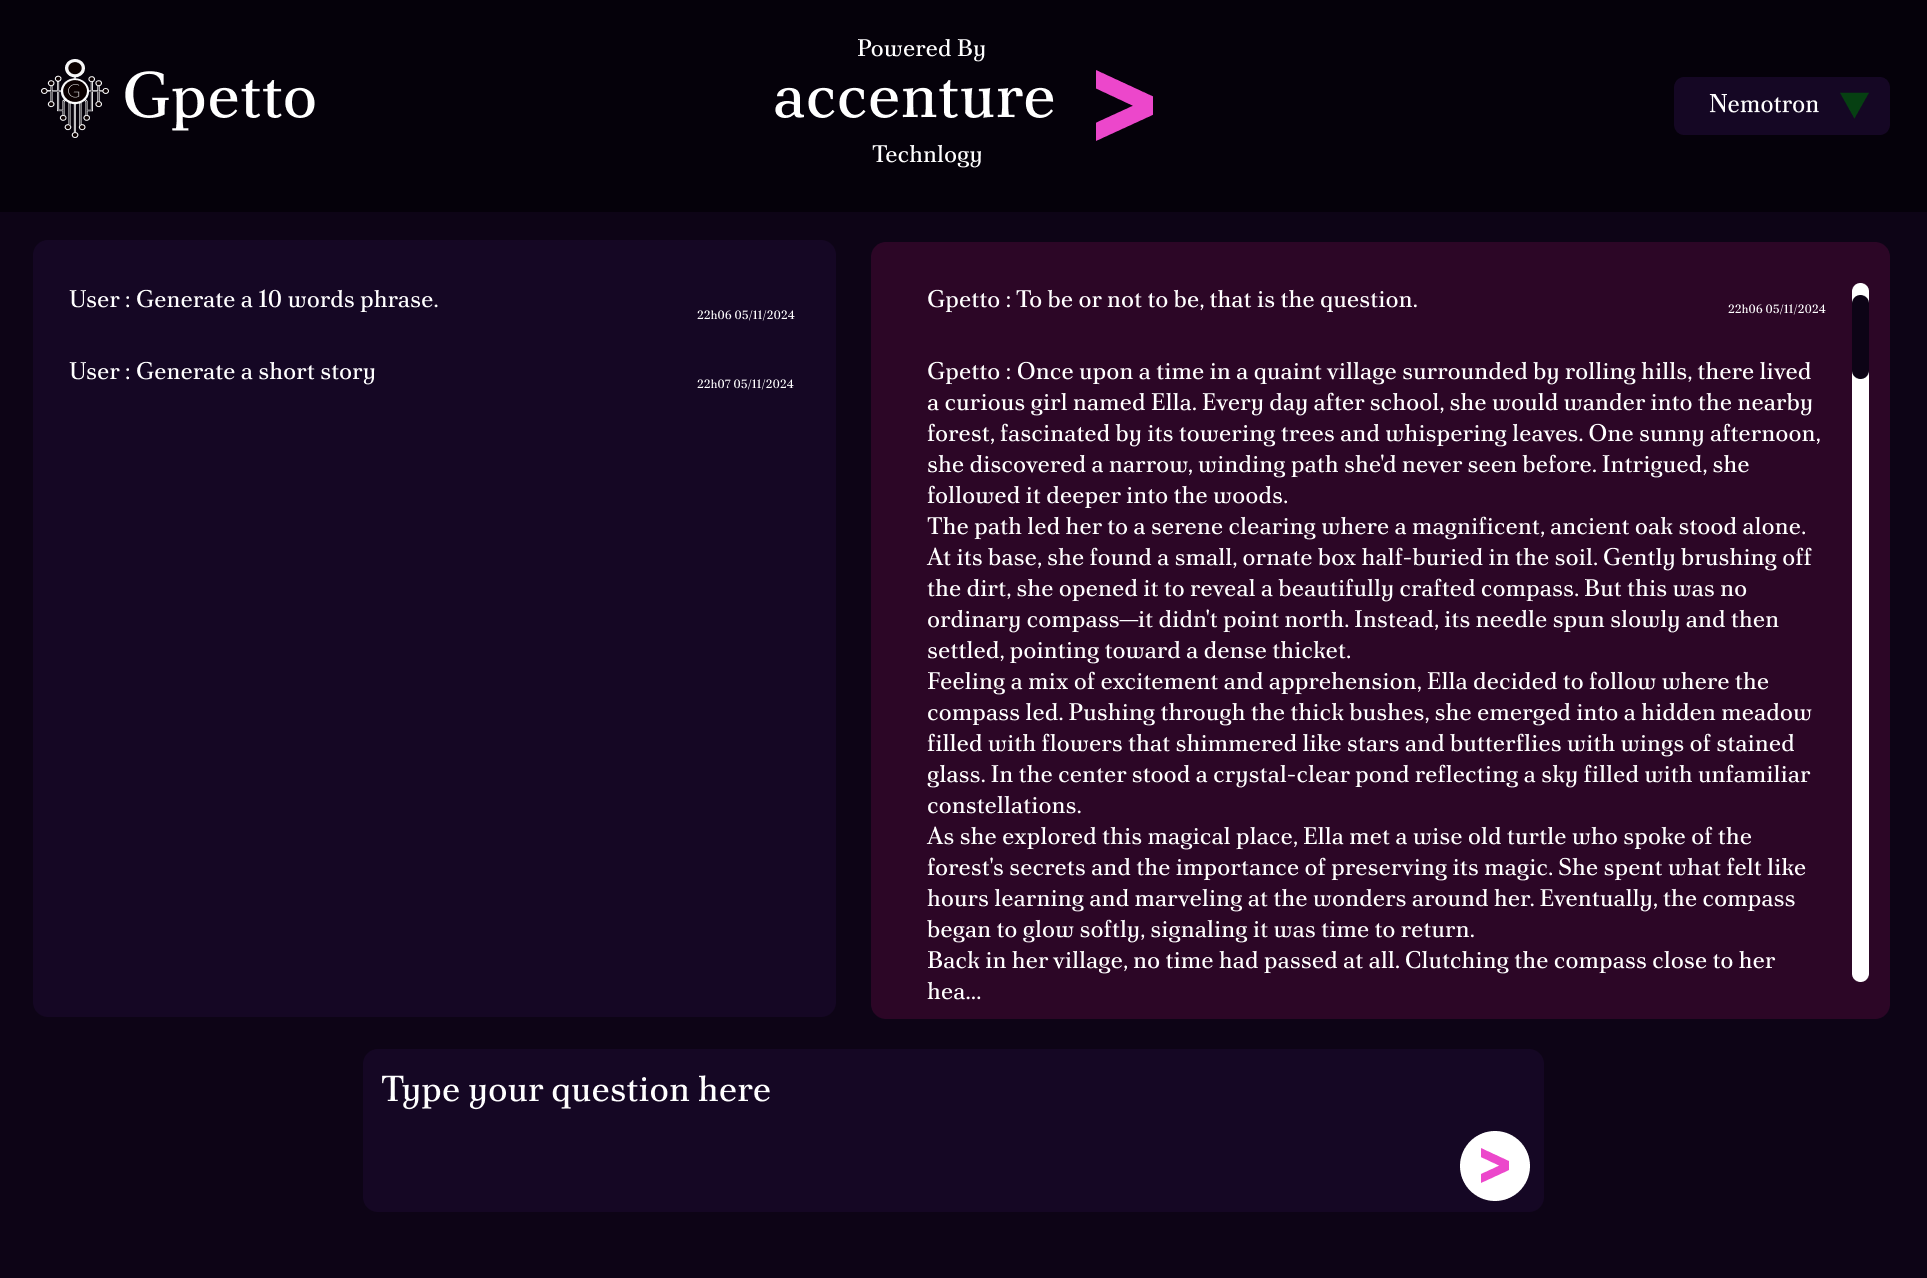 G
Gpetto
Powered By
accenture >
Technlogy
Nemotron
User : Generate a 10 words phrase.
22h06 05/11/2024
User : Generate a short story
22h07 05/11/2024
Gpetto : To be or not to be, that is the question.
22h06 05/11/2024
Gpetto : Once upon a time in a quaint village surrounded by rolling hills, there lived
a curious girl named Ella. Every day after school, she would wander into the nearby
forest, fascinated by its towering trees and whispering leaves. One sunny afternoon,
she discovered a narrow, winding path she'd never seen before. Intrigued, she
followed it deeper into the woods.
The path led her to a serene clearing where a magnificent, ancient oak stood alone.
At its base, she found a small, ornate box half-buried in the soil. Gently brushing off
the dirt, she opened it to reveal a beautifully crafted compass. But this was no
ordinary compass—it didn't point north. Instead, its needle spun slowly and then
settled, pointing toward a dense thicket.
Feeling a mix of excitement and apprehension, Ella decided to follow where the
compass led. Pushing through the thick bushes, she emerged into a hidden meadow
filled with flowers that shimmered like stars and butterflies with wings of stained
glass. In the center stood a crystal-clear pond reflecting a sky filled with unfamiliar
constellations.
As she explored this magical place, Ella met a wise old turtle who spoke of the
forest's secrets and the importance of preserving its magic. She spent what felt like
hours learning and marveling at the wonders around her. Eventually, the compass
began to glow softly, signaling it was time to return.
Back in her village, no time had passed at all. Clutching the compass close to her
hea...
Type your question here
>